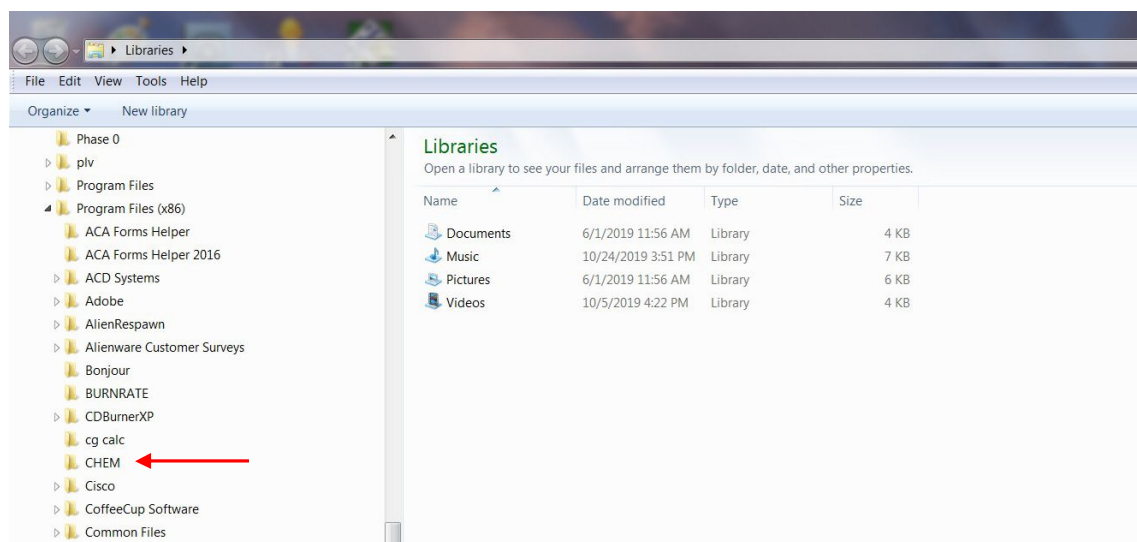 Libraries
File Edit View Tools Help
Organize New library
Phase 0
plv
Program Files
Program Files (x86)
ACA Forms Helper
ACA Forms Helper 2016
ACD Systems
Adobe
AlienRespawn
Alienware Customer Surveys
Bonjour
BURNRATE
CDBurnerXP
cg calc
CHEM
Cisco
CoffeeCup Software
Common Files
Libraries
Open a library to see your files and arrange them by folder, date, and other properties.
Name Date modified Type Size
Documents 6/1/2019 11:56 AM Library 4 KB
Music 10/24/2019 3:51 PM Library 7 KB
Pictures 6/1/2019 11:56 AM Library 6 KB
Videos 10/5/2019 4:22 PM Library 4 KB